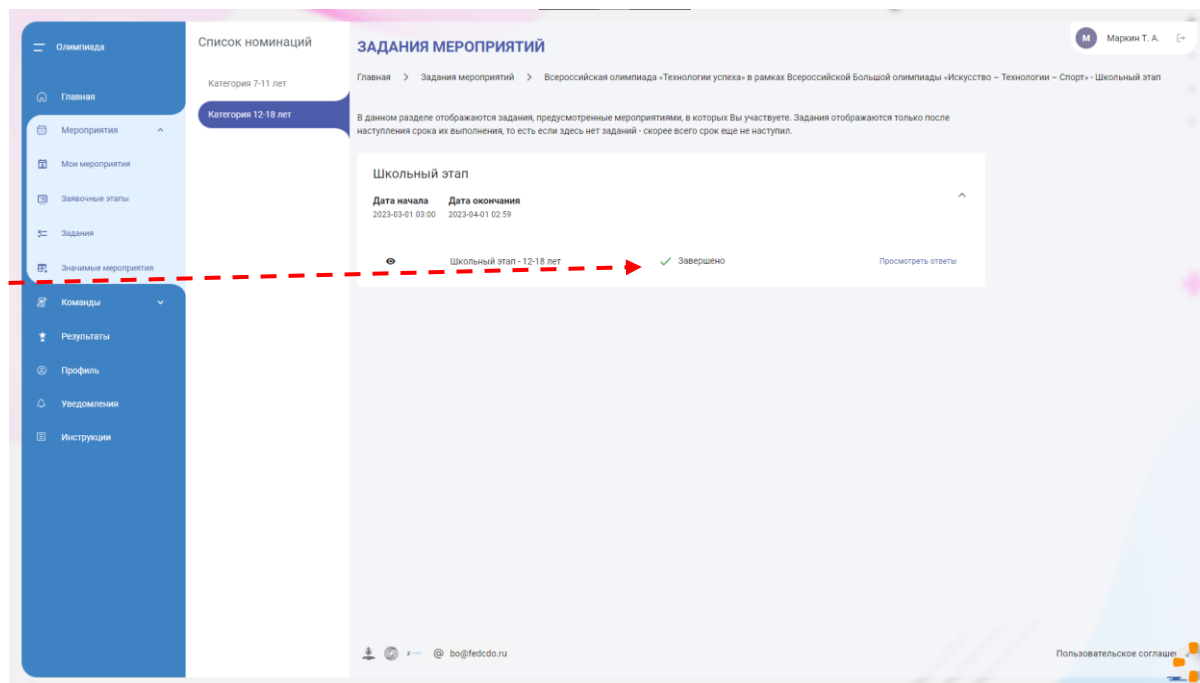 Олимпиада
Главная
Мероприятия
Мои мероприятия
Заявочные этапы
Задания
Значимые мероприятия
Команды
Результаты
Профиль
Уведомления
Инструкции
Список номинаций
Категория 7-11 лет
Категория 12-18 лет
ЗАДАНИЯ МЕРОПРИЯТИЙ
М Маркин Т. А.
Главная > Задания мероприятий > Всероссийская олимпиада «Технологии успеха» в рамках Всероссийской Большой олимпиады «Искусство – Технологии – Спорт» - Школьный этап
В данном разделе отображаются задания, предусмотренные мероприятиями, в которых Вы участвуете. Задания отображаются только после
наступления срока их выполнения, то есть если здесь нет заданий - скорее всего срок еще не наступил.
Школьный этап
Дата начала Дата окончания
2023-03-01 03:00 2023-04-01 02:59
Школьный этап - 12-18 лет Завершено Просмотреть ответы
@ bo@fedcdo.ru
Пользовательское